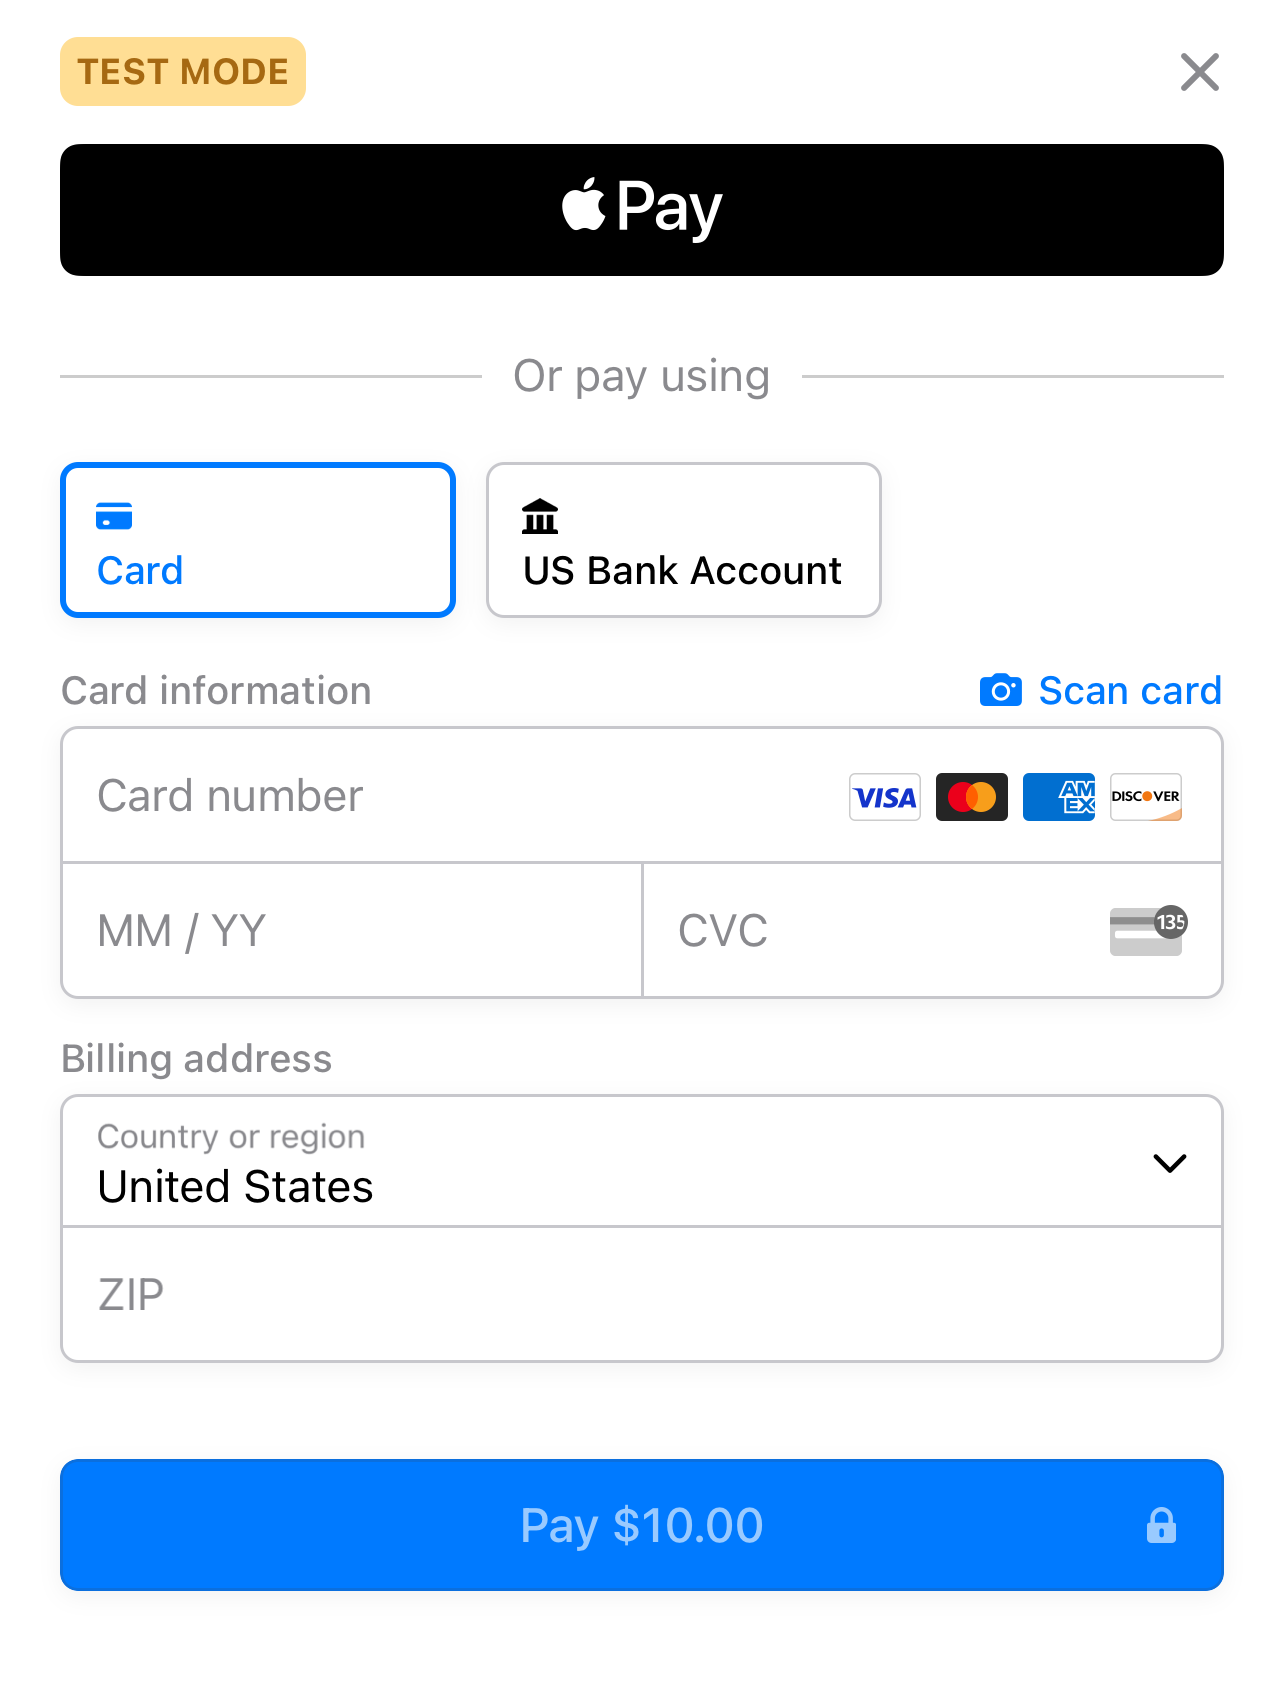 TEST MODE
Pay
Or pay using
Card
US Bank Account
Card information
Scan card
Card number
VISA
AM
EX
DISCOVER
MM / YY
CVC
135
Billing address
Country or region
United States
ZIP
Pay $10.00